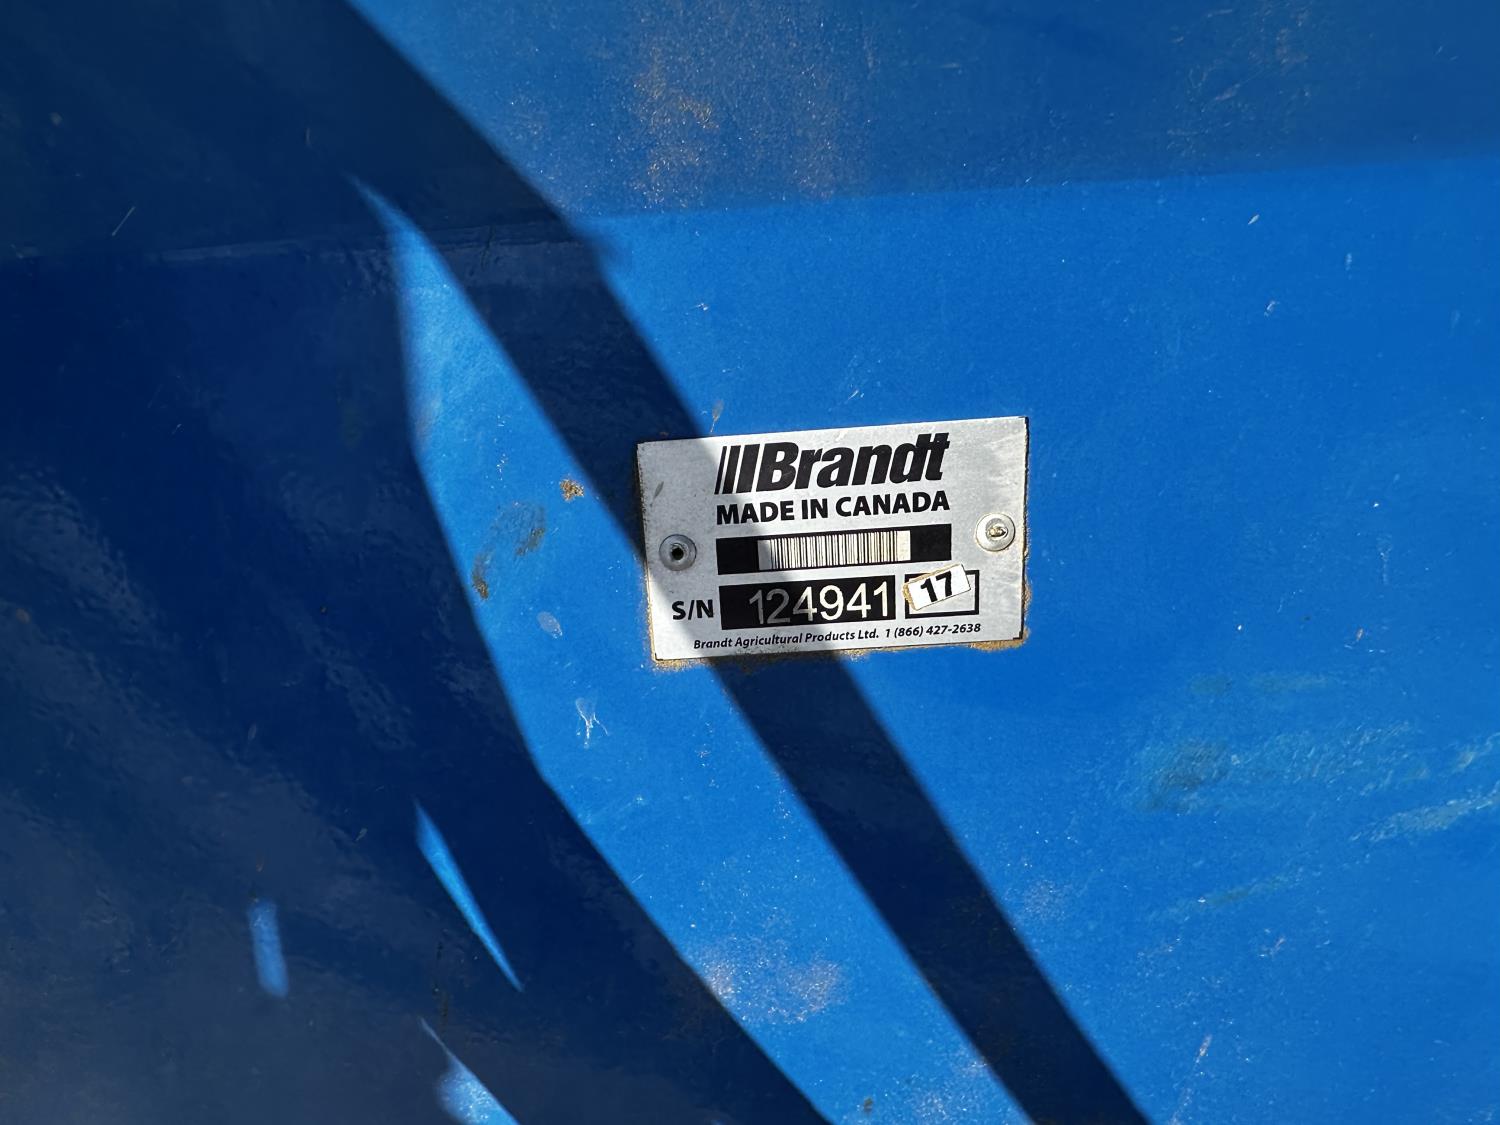 Brandt
MADE IN CANADA
S/N 124941 17
Brandt Agricultural Products Ltd. 1 (866) 427-2638